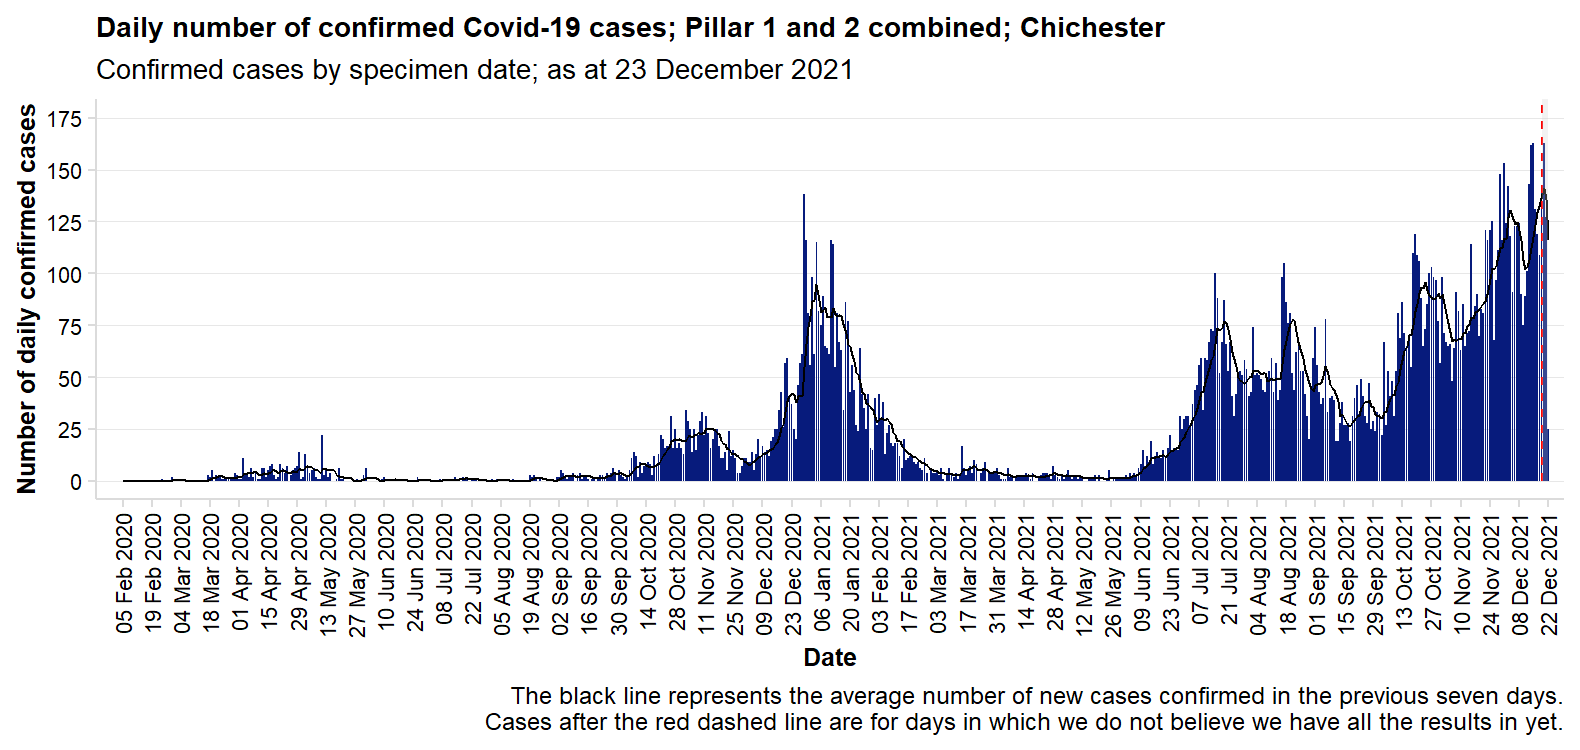 Daily number of confirmed Covid-19 cases; Pillar 1 and 2 combined; Chichester
Confirmed cases by specimen date; as at 23 December 2021
Number of daily confirmed cases
175
150
125
100
75
50
25
0
05 Feb 2020
19 Feb 2020
04 Mar 2020
18 Mar 2020
01 Apr 2020
15 Apr 2020
29 Apr 2020
13 May 2020
27 May 2020
10 Jun 2020
24 Jun 2020
08 Jul 2020
22 Jul 2020
05 Aug 2020
19 Aug 2020
02 Sep 2020
16 Sep 2020
30 Sep 2020
14 Oct 2020
28 Oct 2020
11 Nov 2020
25 Nov 2020
09 Dec 2020
23 Dec 2020
06 Jan 2021
20 Jan 2021
03 Feb 2021
17 Feb 2021
03 Mar 2021
17 Mar 2021
31 Mar 2021
14 Apr 2021
28 Apr 2021
12 May 2021
26 May 2021
09 Jun 2021
23 Jun 2021
07 Jul 2021
21 Jul 2021
04 Aug 2021
18 Aug 2021
01 Sep 2021
15 Sep 2021
29 Sep 2021
13 Oct 2021
27 Oct 2021
10 Nov 2021
24 Nov 2021
08 Dec 2021
22 Dec 2021
Date
The black line represents the average number of new cases confirmed in the previous seven days.
Cases after the red dashed line are for days in which we do not believe we have all the results in yet.